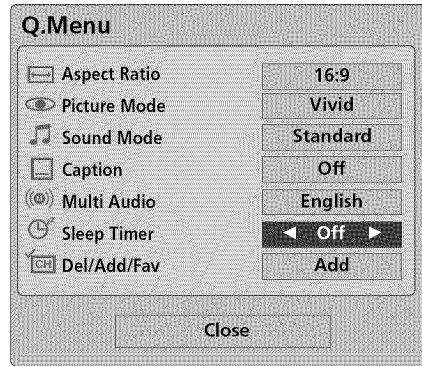 Q.Menu
Aspect Ratio 16:9
Picture Mode Vivid
Sound Mode Standard
Caption Off
Multi Audio English
Sleep Timer ◄ Off ►
CH Del/Add/Fav Add
Close